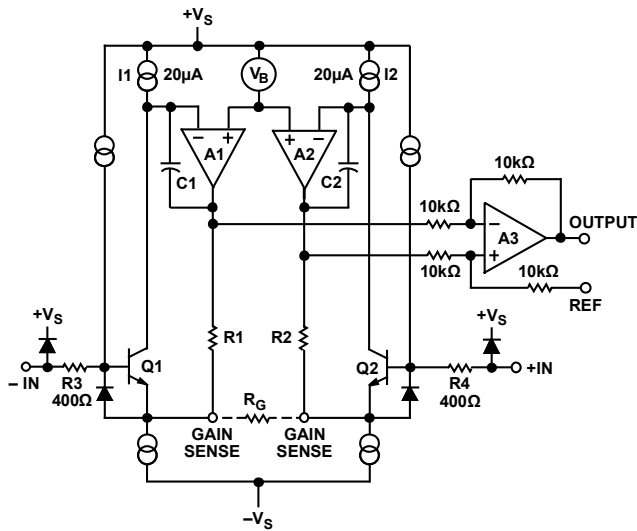 +VS
I1
20µA
VB
20µA
I2
−
+
A1
+
−
A2
C1
C2
10kΩ
10kΩ
−
+
A3
OUTPUT
10kΩ
10kΩ
REF
+VS
R1
R2
+VS
− IN
R3
400Ω
Q1
Q2
R4
400Ω
+IN
RG
GAIN
SENSE
GAIN
SENSE
−VS